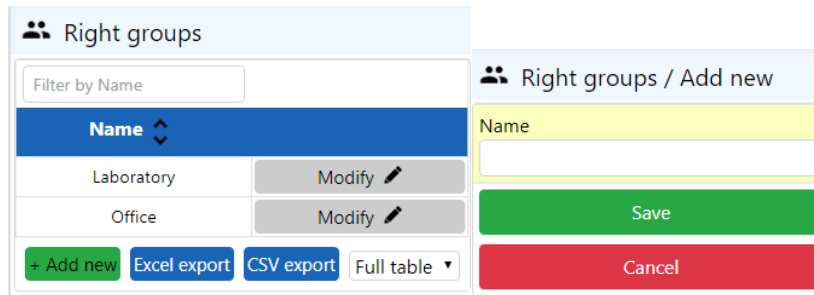 Right groups
Filter by Name
Name
Laboratory Modify
Office Modify
+ Add new Excel export CSV export Full table
Right groups / Add new
Name
Save
Cancel